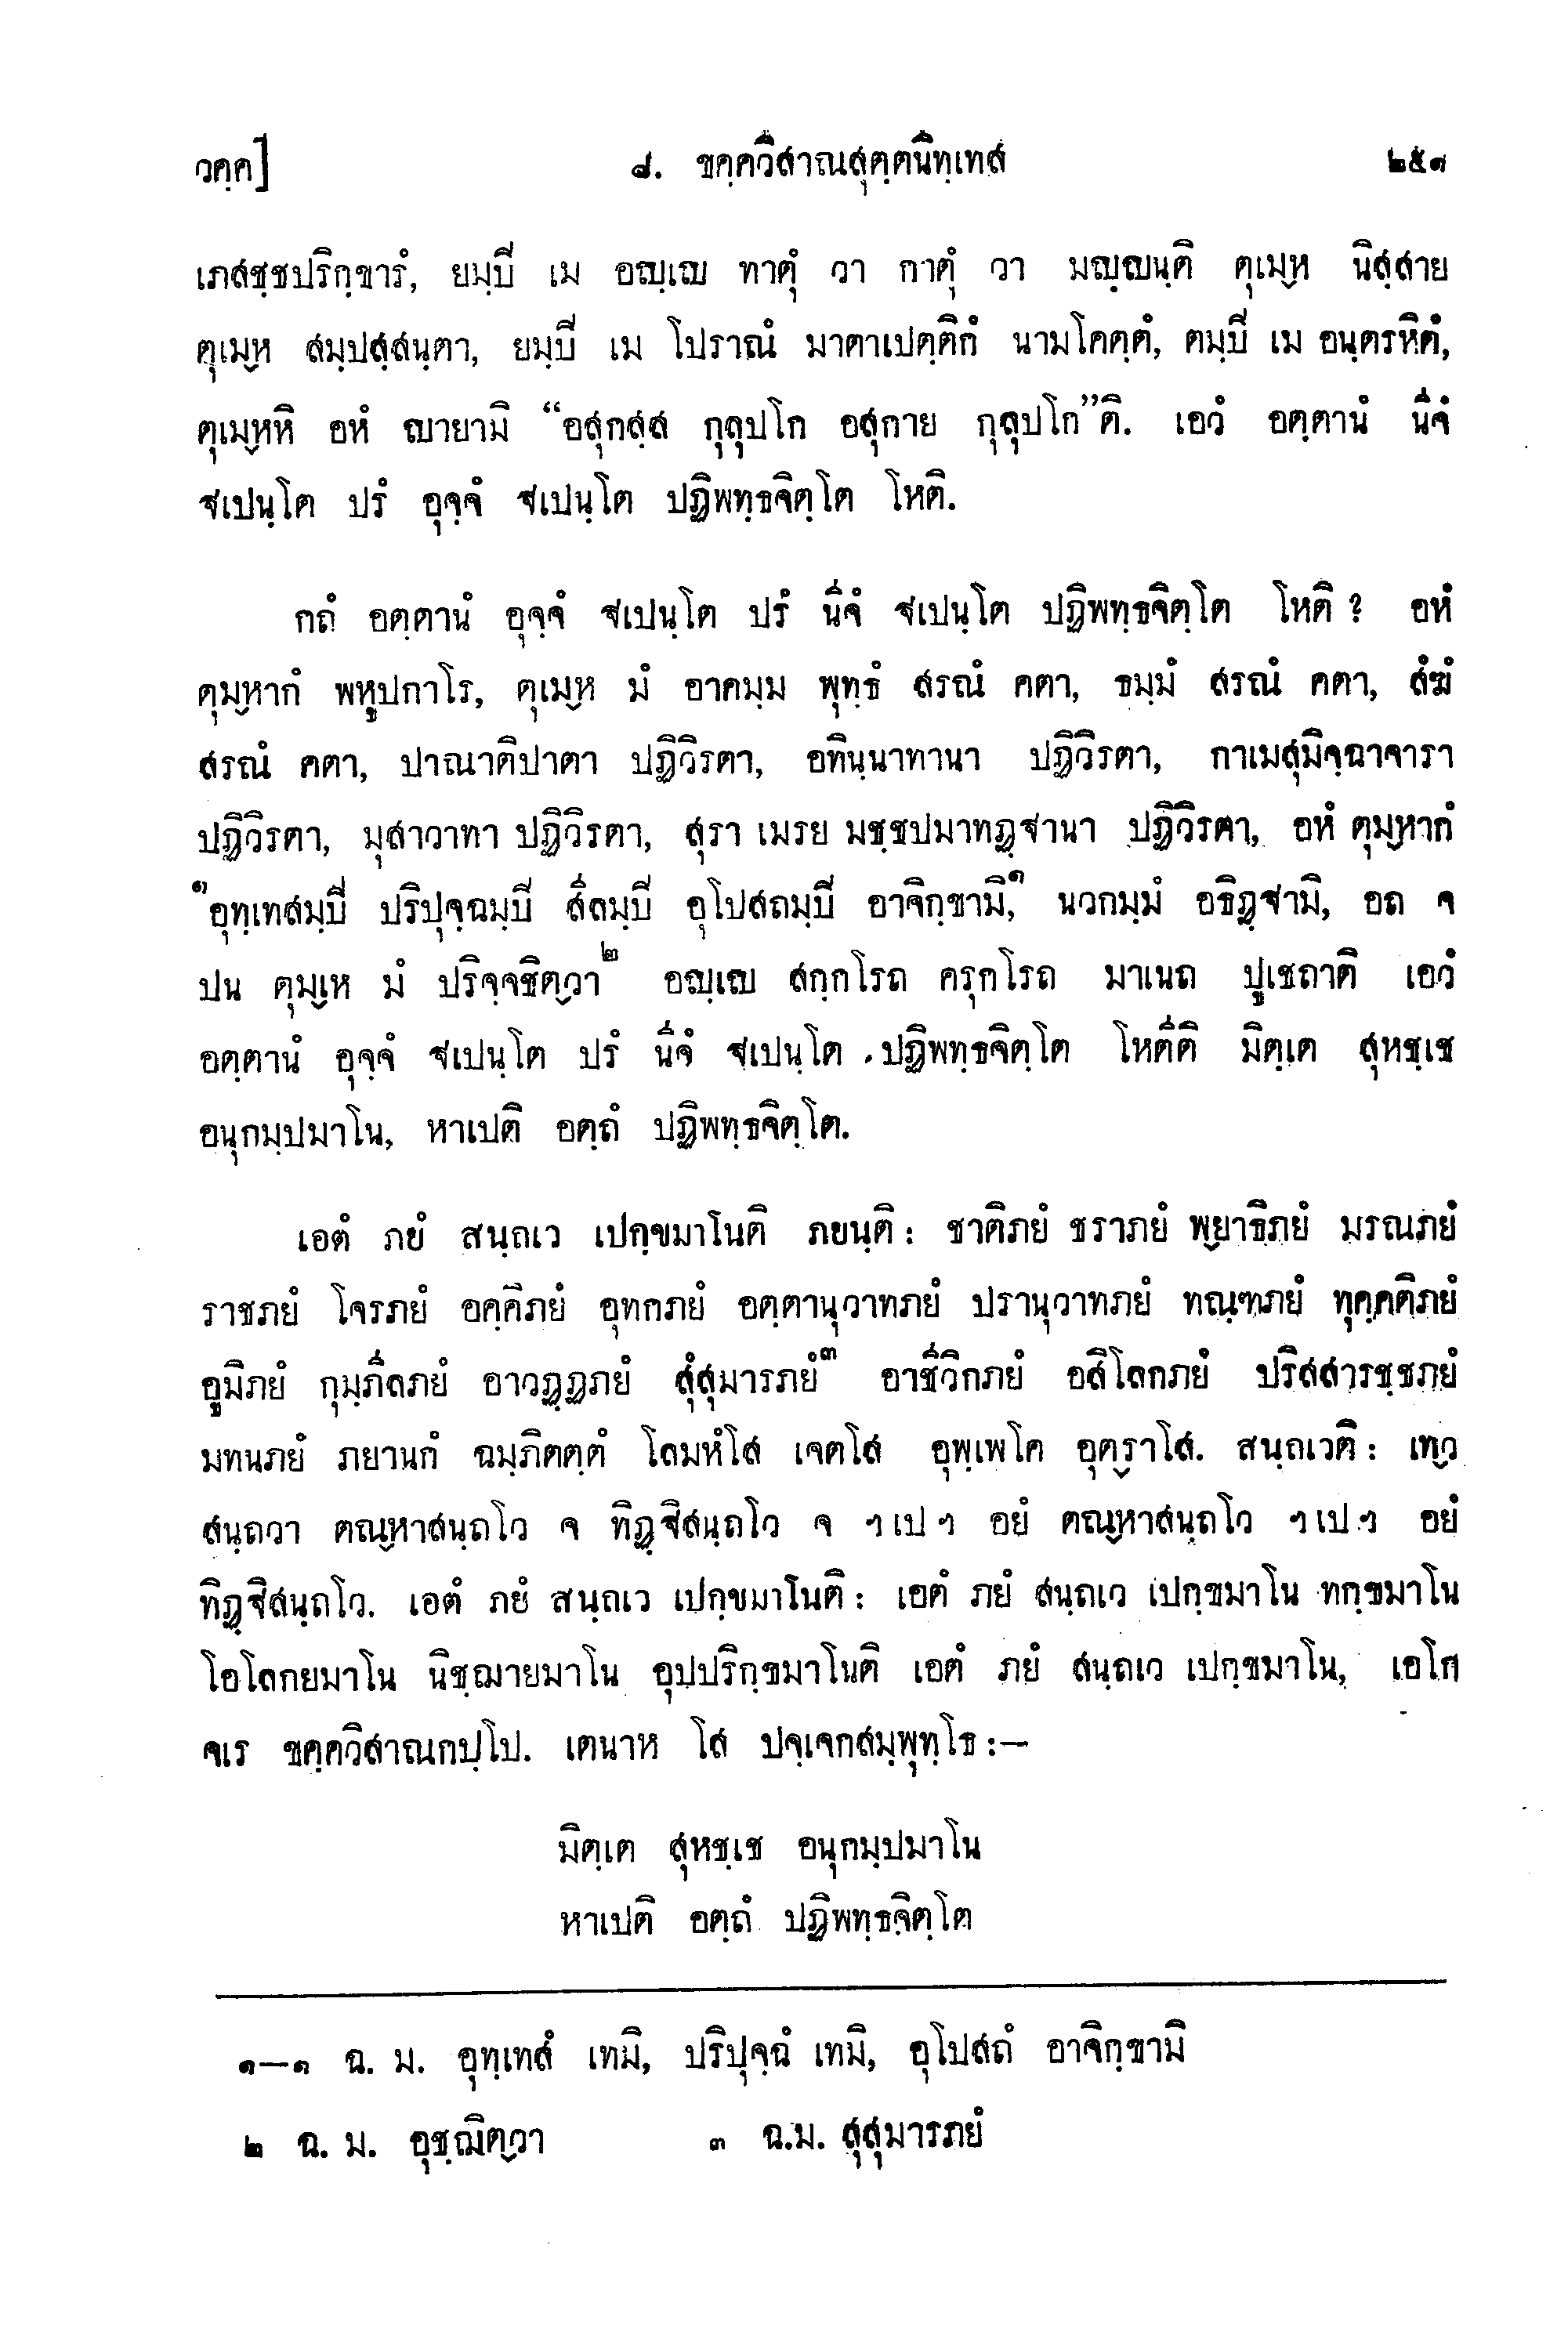 วคฺค]
๘. ขคฺควิสาณสุตฺตนิทฺเทส
๒๕๑
เภสชฺชปริกฺขารํ, ยมฺปี เม อญฺเญ ทาตุํ วา กาตุํ วา มญฺญนฺติ ตุเมฺห นิสฺสาย
ตุเมฺห สมฺปสฺสนฺตา, ยมฺปี เม โปราณํ มาตาเปตฺติกํ นามโคตฺตํ, ตมฺปี เม อนฺตรหิตํ,
ตุเมฺหหิ อหํ ญายามิ “อสุกสฺส กุลุปโก อสุกาย กุลุปโก”ติ. เอวํ อตฺตานํ นีจํ
ฐเปนฺโต ปรํ อุจฺจํ ฐเปนฺโต ปฏิพทฺธจิตฺโต โหติ.
กถํ อตฺตานํ อุจฺจํ ฐเปนฺโต ปรํ นีจํ ฐเปนฺโต ปฏิพทฺธจิตฺโต โหติ ? อหํ
ตุมฺหากํ พหูปกาโร, ตุเมฺห มํ อาคมฺม พุทฺธํ สรณํ คตา, ธมฺมํ สรณํ คตา, สํฆํ
สรณํ คตา, ปาณาติปาตา ปฏิวิรตา, อทินฺนาทานา ปฏิวิรตา, กาเมสุมิจฺฉาจารา
ปฏิวิรตา, มุสาวาทา ปฏิวิรตา, สุรา เมรย มชฺชปมาทฏฺฐานา ปฏิวิรตา, อหํ ตุมฺหากํ
๑อุทฺเทสมฺปี ปริปุจฺฉมฺปี สีลมฺปี อุโปสถมฺปี อาจิกฺขามิ,๑ นวกมฺมํ อธิฏฺฐามิ, อถ จ
ปน ตุมฺเห มํ ปริจฺจชิตฺวา๒ อญฺเญ สกฺกโรถ ครุกโรถ มาเนถ ปูเชถาติ เอวํ
อตฺตานํ อุจฺจํ ฐเปนฺโต ปรํ นีจํ ฐเปนฺโต ปฏิพทฺธจิตฺโต โหตีติ มิตฺเต สุหชฺเช
อนุกมฺปมาโน, หาเปติ อตฺถํ ปฏิพทฺธจิตฺโต.
เอตํ ภยํ สนฺถเว เปกฺขมาโนติ ภยนฺติ : ชาติภยํ ชราภยํ พฺยาธิภยํ มรณภยํ
ราชภยํ โจรภยํ อคฺคิภยํ อุทกภยํ อตฺตานุวาทภยํ ปรานุวาทภยํ ทณฺฑภยํ ทุคฺคติภยํ
อูมิภยํ กุมฺภีลภยํ อาวฏฺฏภยํ สุํสุมารภยํ๓ อาชีวิกภยํ อสิโลกภยํ ปริสสารชฺชภยํ
มทนภยํ ภยานกํ ฉมฺภิตตฺตํ โลมหํโส เจตโส อุพฺเพโค อุตฺราโส. สนฺถเวติ : เทฺว
สนฺถวา ตณฺหาสนฺถโว จ ทิฏฺฐิสนฺถโว จ ฯ เป ฯ อยํ ตณฺหาสนฺถโว ฯ เป ฯ อยํ
ทิฏฺฐิสนฺถโว. เอตํ ภยํ สนฺถเว เปกฺขมาโนติ : เอตํ ภยํ สนฺถเว เปกฺขมาโน ทกฺขมาโน
โอโลกยมาโน นิชฺฌายมาโน อุปปริกฺขมาโนติ เอตํ ภยํ สนฺถเว เปกฺขมาโน, เอโก
จเร ขคฺควิสาณกปฺโป. เตนาห โส ปจฺเจกสมฺพุทฺโธ :—
มิตฺเต สุหชฺเช อนุกมฺปมาโน
หาเปติ อตฺถํ ปฏิพทฺธจิตฺโต
๑—๑ ฉ. ม. อุทฺเทสํ เทมิ, ปริปุจฺฉํ เทมิ, อุโปสถํ อาจิกฺขามิ
๒ ฉ. ม. อุชฺฌิตฺวา ๓ ฉ.ม. สุสุมารภยํ